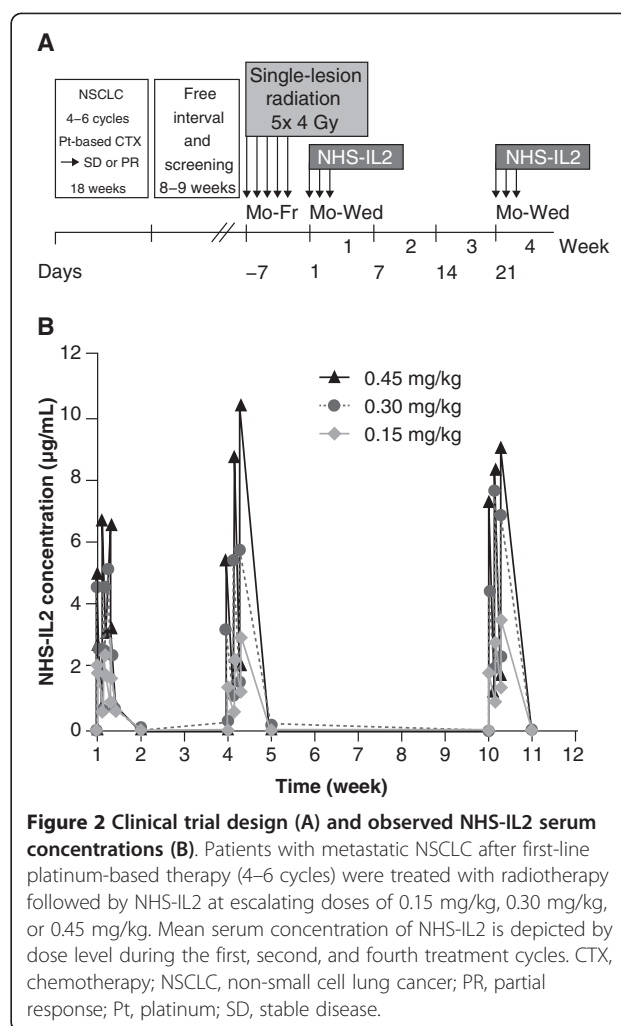 A
NSCLC
4–6 cycles
Pt-based CTX
→ SD or PR
18 weeks
Free
interval
and
screening
8–9 weeks
Single-lesion
radiation
5x 4 Gy
NHS-IL2
NHS-IL2
Mo-Fr
Mo-Wed
Mo-Wed
1 2 3 4 Week
Days −7 1 7 14 21
B
NHS-IL2 concentration (µg/mL)
12
10
8
6
4
2
0
0.45 mg/kg
0.30 mg/kg
0.15 mg/kg
1 2 3 4 5 6 7 8 9 10 11 12
Time (week)
Figure 2 Clinical trial design (A) and observed NHS-IL2 serum
concentrations (B). Patients with metastatic NSCLC after first-line
platinum-based therapy (4–6 cycles) were treated with radiotherapy
followed by NHS-IL2 at escalating doses of 0.15 mg/kg, 0.30 mg/kg,
or 0.45 mg/kg. Mean serum concentration of NHS-IL2 is depicted by
dose level during the first, second, and fourth treatment cycles. CTX,
chemotherapy; NSCLC, non-small cell lung cancer; PR, partial
response; Pt, platinum; SD, stable disease.